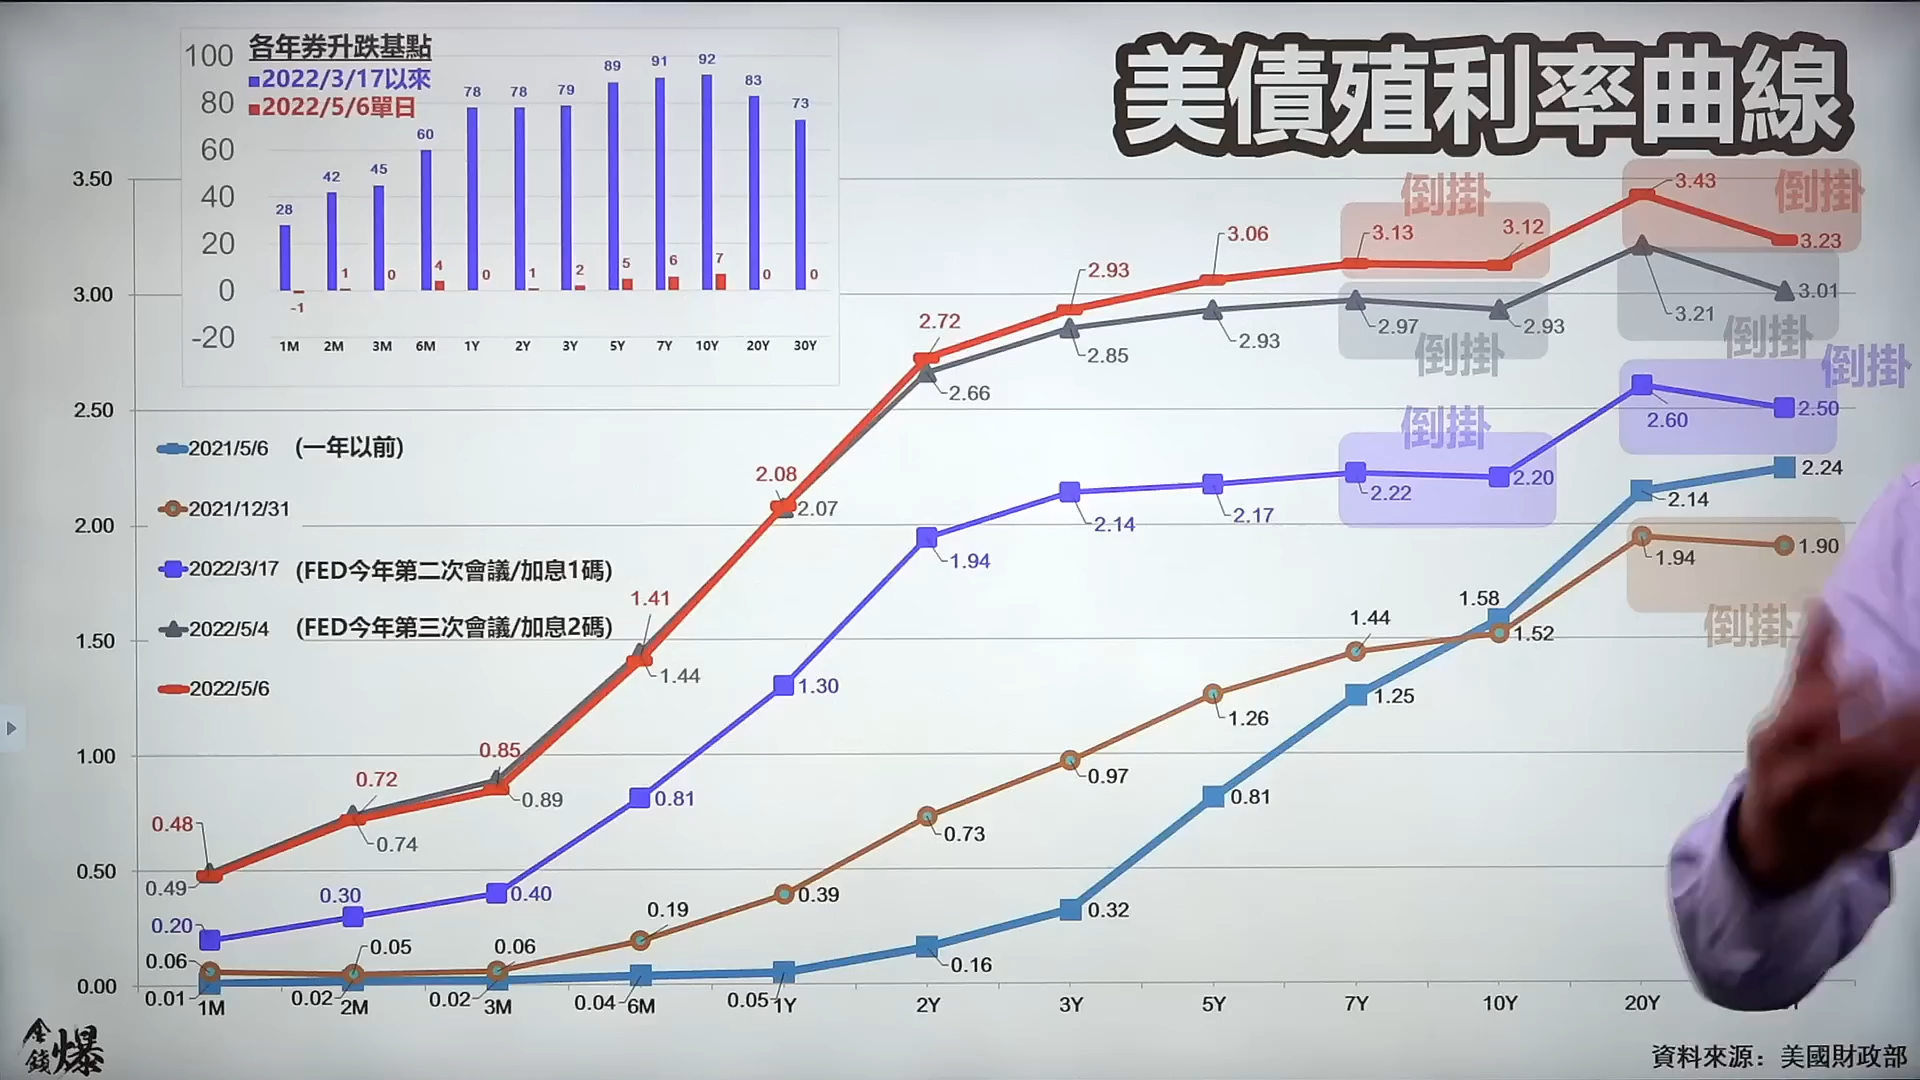 美債殖利率曲線
各年券升跌基點
2022/3/17以來
2022/5/6單日
100
80
60
40
20
0
-20
28
42
45
60
78
78
79
89
91
92
83
73
-1
1
0
4
0
1
2
5
6
7
0
0
1M 2M 3M 6M 1Y 2Y 3Y 5Y 7Y 10Y 20Y 30Y
3.50
3.00
2.50
2.00
1.50
1.00
0.50
0.00
2021/5/6 (一年以前)
2021/12/31
2022/3/17 (FED今年第二次會議/加息1碼)
2022/5/4 (FED今年第三次會議/加息2碼)
2022/5/6
0.48 0.72 0.85 1.41 2.08 2.72 2.93 3.06 3.13 3.12 3.43 3.23
0.49 0.74 0.89 1.44 2.07 2.66 2.85 2.93 2.97 2.93 3.21 3.01
0.20 0.30 0.40 0.81 1.30 1.94 2.14 2.17 2.22 2.20 2.60 2.50
0.06 0.05 0.06 0.19 0.39 0.73 0.97 1.26 1.44 1.52 1.94 1.90
0.01 0.02 0.02 0.04 0.05 0.16 0.32 0.81 1.25 1.58 2.14 2.24
倒掛
倒掛
倒掛
倒掛
倒掛
倒掛
倒掛
1M 2M 3M 6M 1Y 2Y 3Y 5Y 7Y 10Y 20Y
金錢爆
資料來源：美國財政部